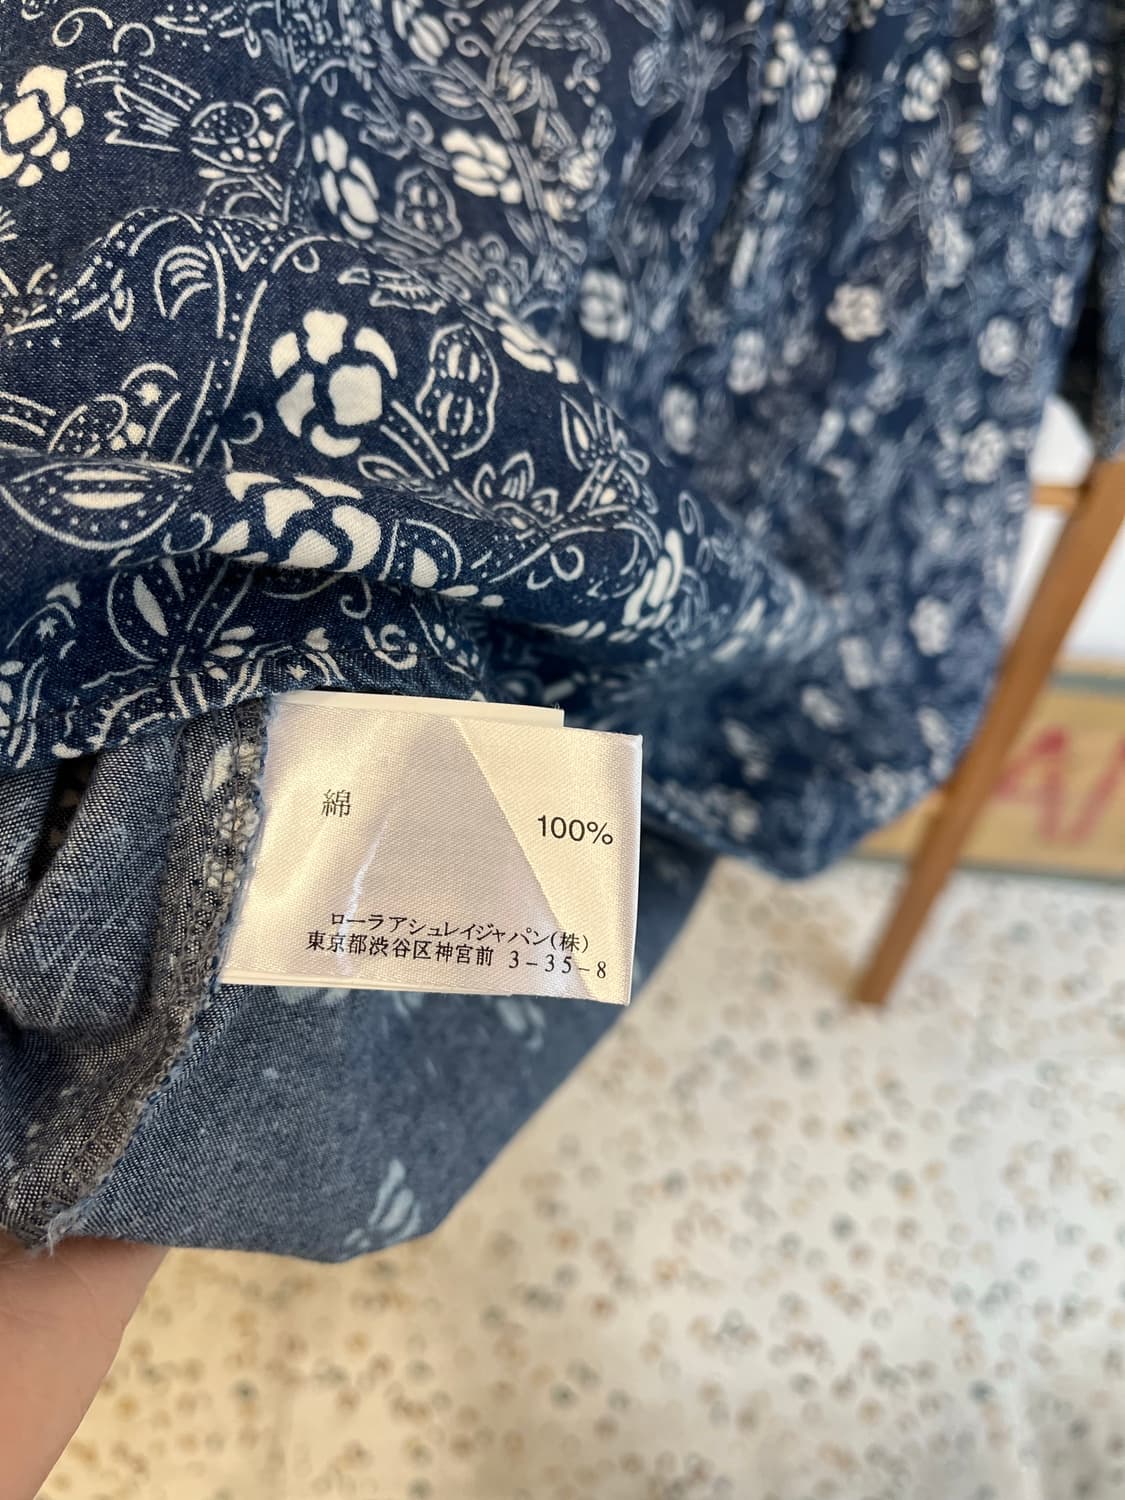 綿 100%
ローラアシュレイジャパン(株)
東京都渋谷区神宮前 3-35-8